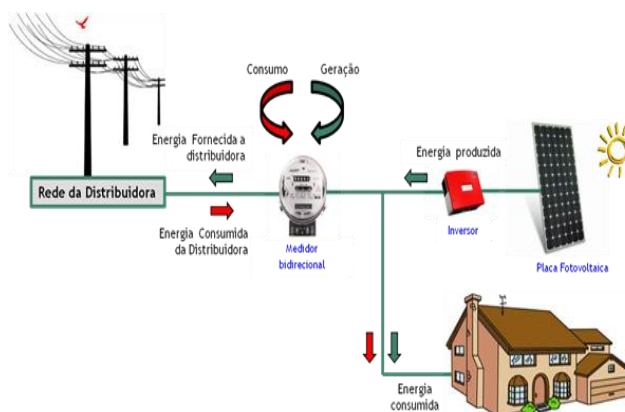 Consumo
Geração
Energia Fornecida a
distribuidora
Energia produzida
Rede da Distribuidora
Energia Consumida
da Distribuidora
Medidor
bidirecional
Inversor
Placa Fotovoltaica
Energia
consumida